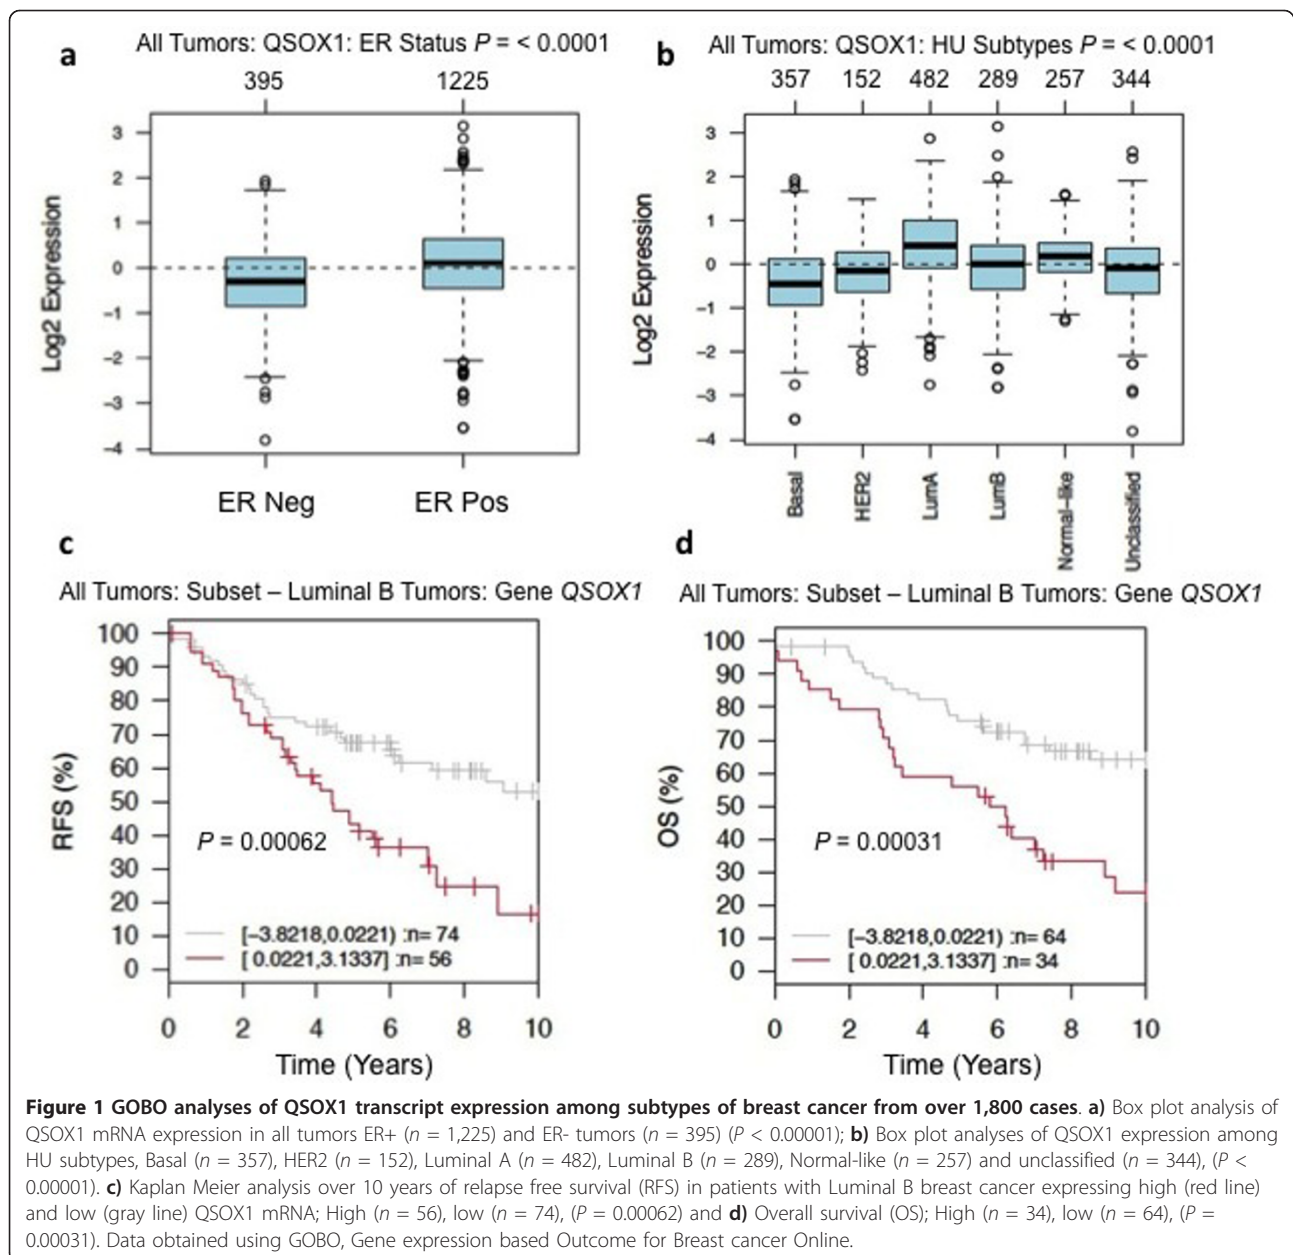 a
All Tumors: QSOX1: ER Status P = < 0.0001
395 1225
3
2
1
0
−1
−2
−3
−4
Log2 Expression
ER Neg ER Pos
b
All Tumors: QSOX1: HU Subtypes P = < 0.0001
357 152 482 289 257 344
3
2
1
0
−1
−2
−3
−4
Log2 Expression
Basal
HER2
LumA
LumB
Normal−like
Unclassified
c
All Tumors: Subset – Luminal B Tumors: Gene QSOX1
100
90
80
70
60
50
40
30
20
10
0
RFS (%)
P = 0.00062
[−3.8218,0.0221) :n= 74
[ 0.0221,3.1337] :n= 56
0 2 4 6 8 10
Time (Years)
d
All Tumors: Subset – Luminal B Tumors: Gene QSOX1
100
90
80
70
60
50
40
30
20
10
0
OS (%)
P = 0.00031
[−3.8218,0.0221) :n= 64
[ 0.0221,3.1337] :n= 34
0 2 4 6 8 10
Time (Years)
Figure 1 GOBO analyses of QSOX1 transcript expression among subtypes of breast cancer from over 1,800 cases. a) Box plot analysis of
QSOX1 mRNA expression in all tumors ER+ (n = 1,225) and ER- tumors (n = 395) (P < 0.00001); b) Box plot analyses of QSOX1 expression among
HU subtypes, Basal (n = 357), HER2 (n = 152), Luminal A (n = 482), Luminal B (n = 289), Normal-like (n = 257) and unclassified (n = 344), (P <
0.00001). c) Kaplan Meier analysis over 10 years of relapse free survival (RFS) in patients with Luminal B breast cancer expressing high (red line)
and low (gray line) QSOX1 mRNA; High (n = 56), low (n = 74), (P = 0.00062) and d) Overall survival (OS); High (n = 34), low (n = 64), (P =
0.00031). Data obtained using GOBO, Gene expression based Outcome for Breast cancer Online.